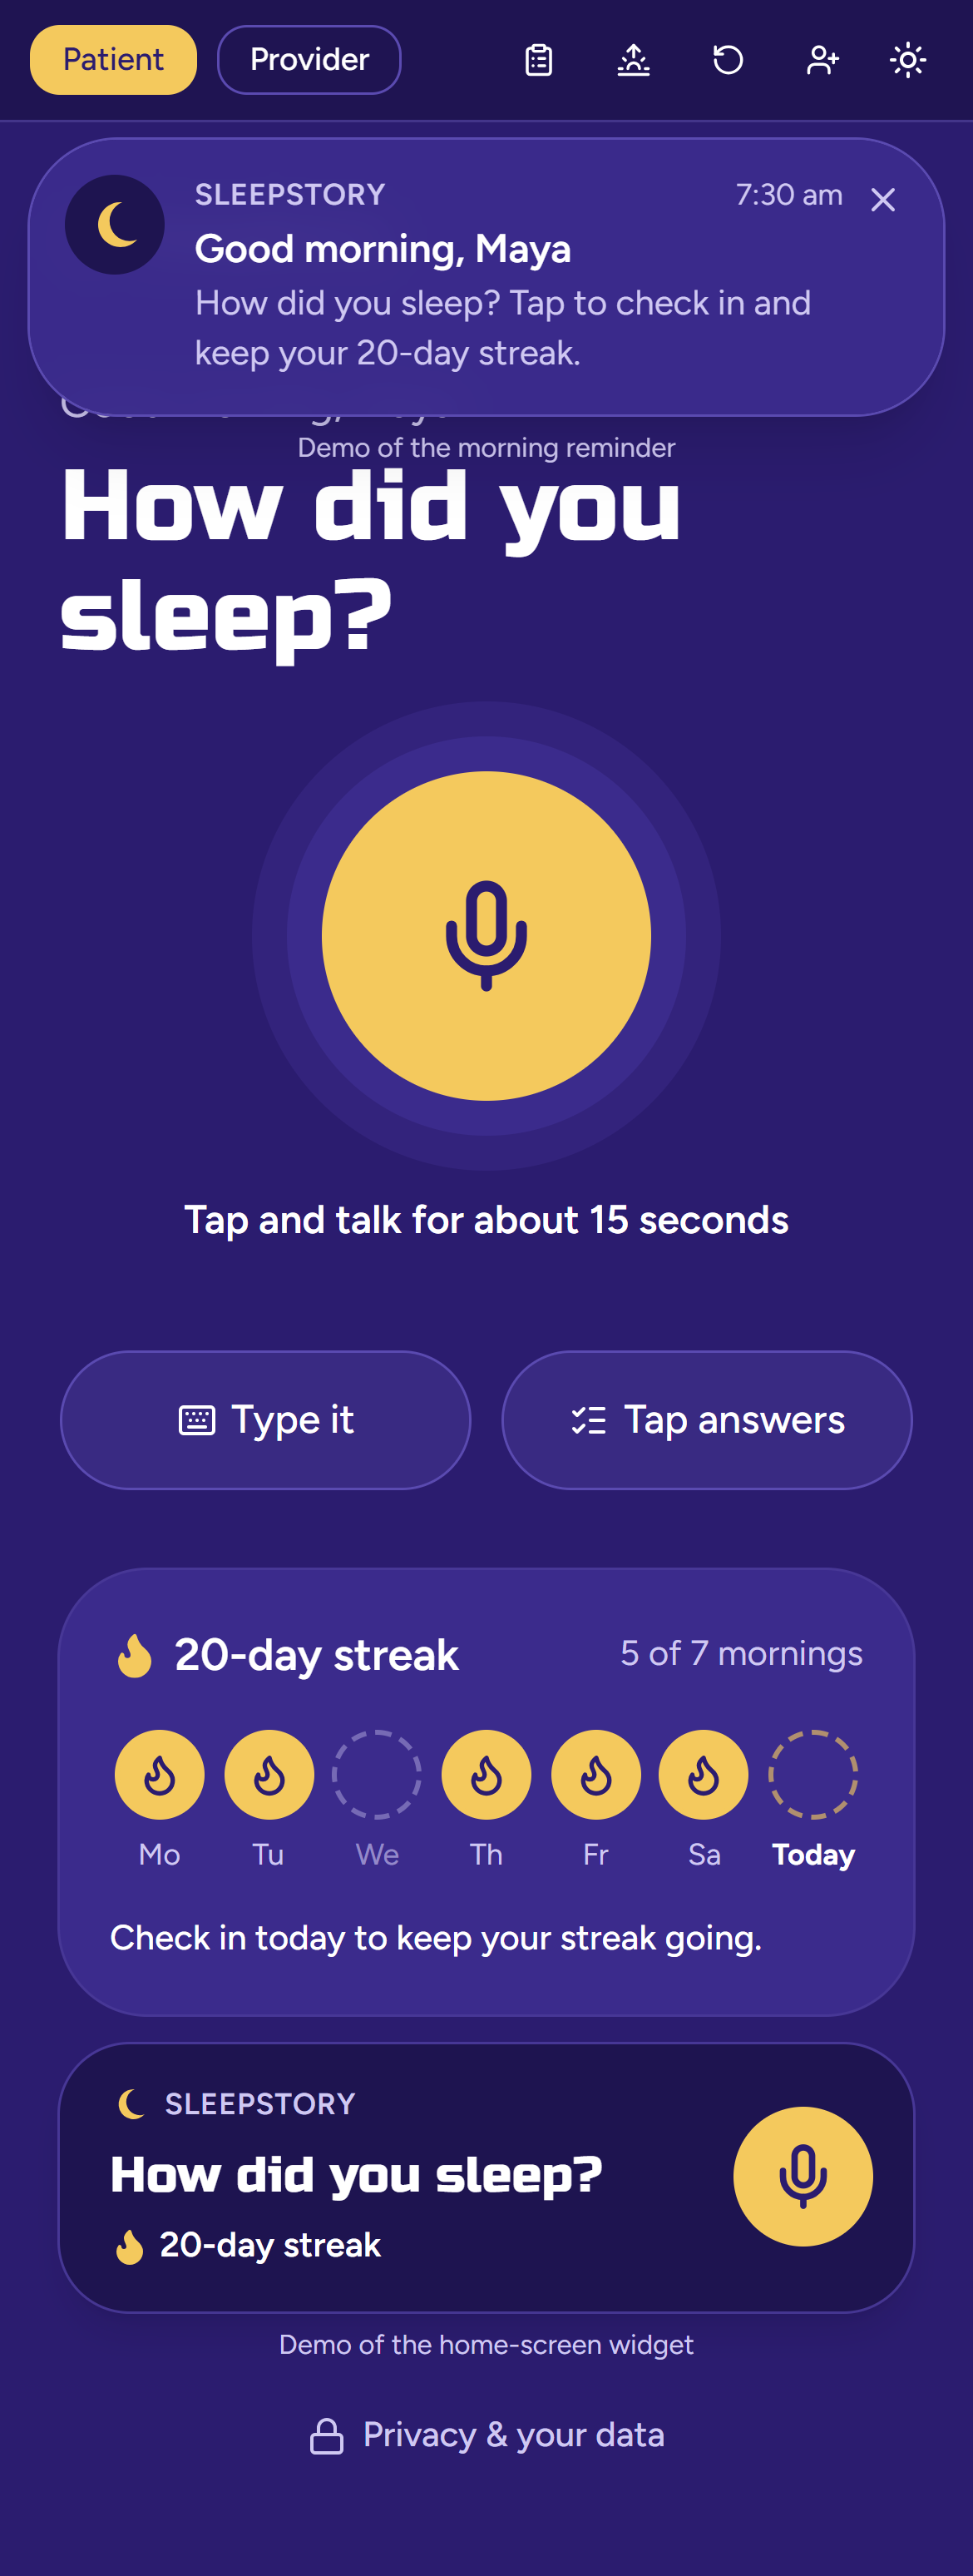 Patient
Provider
SLEEPSTORY
7:30 am
Good morning, Maya
How did you sleep? Tap to check in and
keep your 20-day streak.
Demo of the morning reminder
How did you
sleep?
Tap and talk for about 15 seconds
Type it
Tap answers
20-day streak
5 of 7 mornings
Mo
Tu
We
Th
Fr
Sa
Today
Check in today to keep your streak going.
SLEEPSTORY
How did you sleep?
20-day streak
Demo of the home-screen widget
Privacy & your data